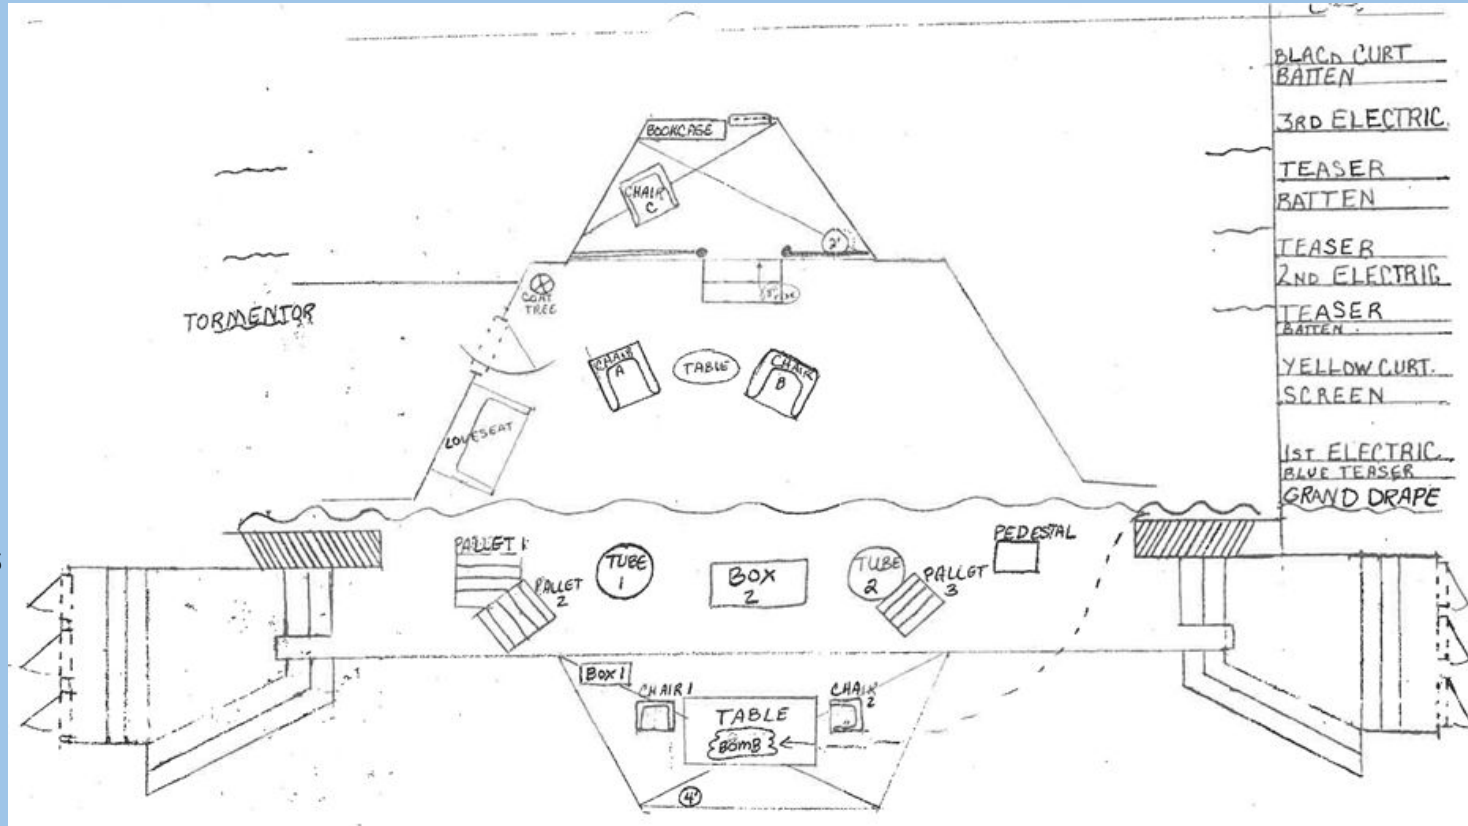 BLACK CURT
BATTEN
3RD ELECTRIC.
TEASER
BATTEN
TEASER
2ND ELECTRIC
TEASER
BATTEN.
YELLOW CURT.
SCREEN
1ST ELECTRIC
BLUE TEASER
GRAND DRAPE
BOOKCASE
CHAIR
C
2'
COAT
TREE
TORMENTOR
CHAIR
A
TABLE
CHAIR
B
LOVESEAT
PALLET 1
PALLET
2
TUBE
1
BOX
2
TUBE
2
PALLET
3
PEDESTAL
BOX 1
CHAIR 1
TABLE
BOMB
CHAIR
2
4'